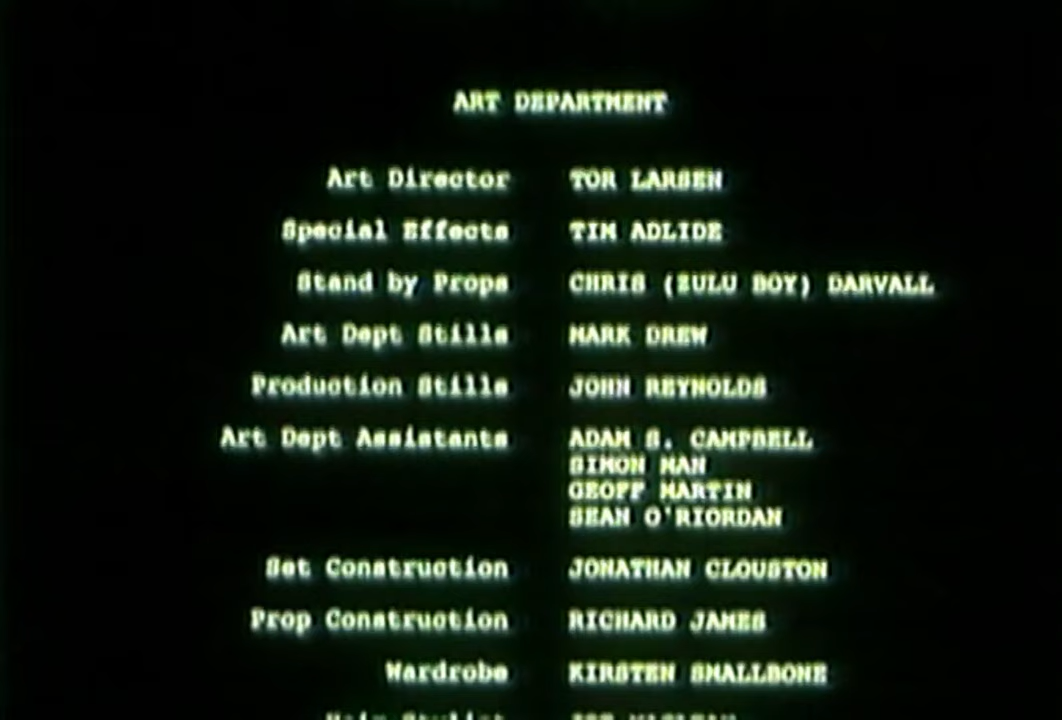 ART DEPARTMENT
Art Director TOR LARSEN
Special Effects TIM ADLIDE
Stand by Props CHRIS (ZULU BOY) DARVALL
Art Dept Stills MARK DREW
Production Stills JOHN REYNOLDS
Art Dept Assistants ADAM S. CAMPBELL
SIMON MAN
GEOFF MARTIN
SEAN O'RIORDAN
Set Construction JONATHAN CLOUSTON
Prop Construction RICHARD JAMES
Wardrobe KIRSTEN SMALLBONE
Hair Stylist